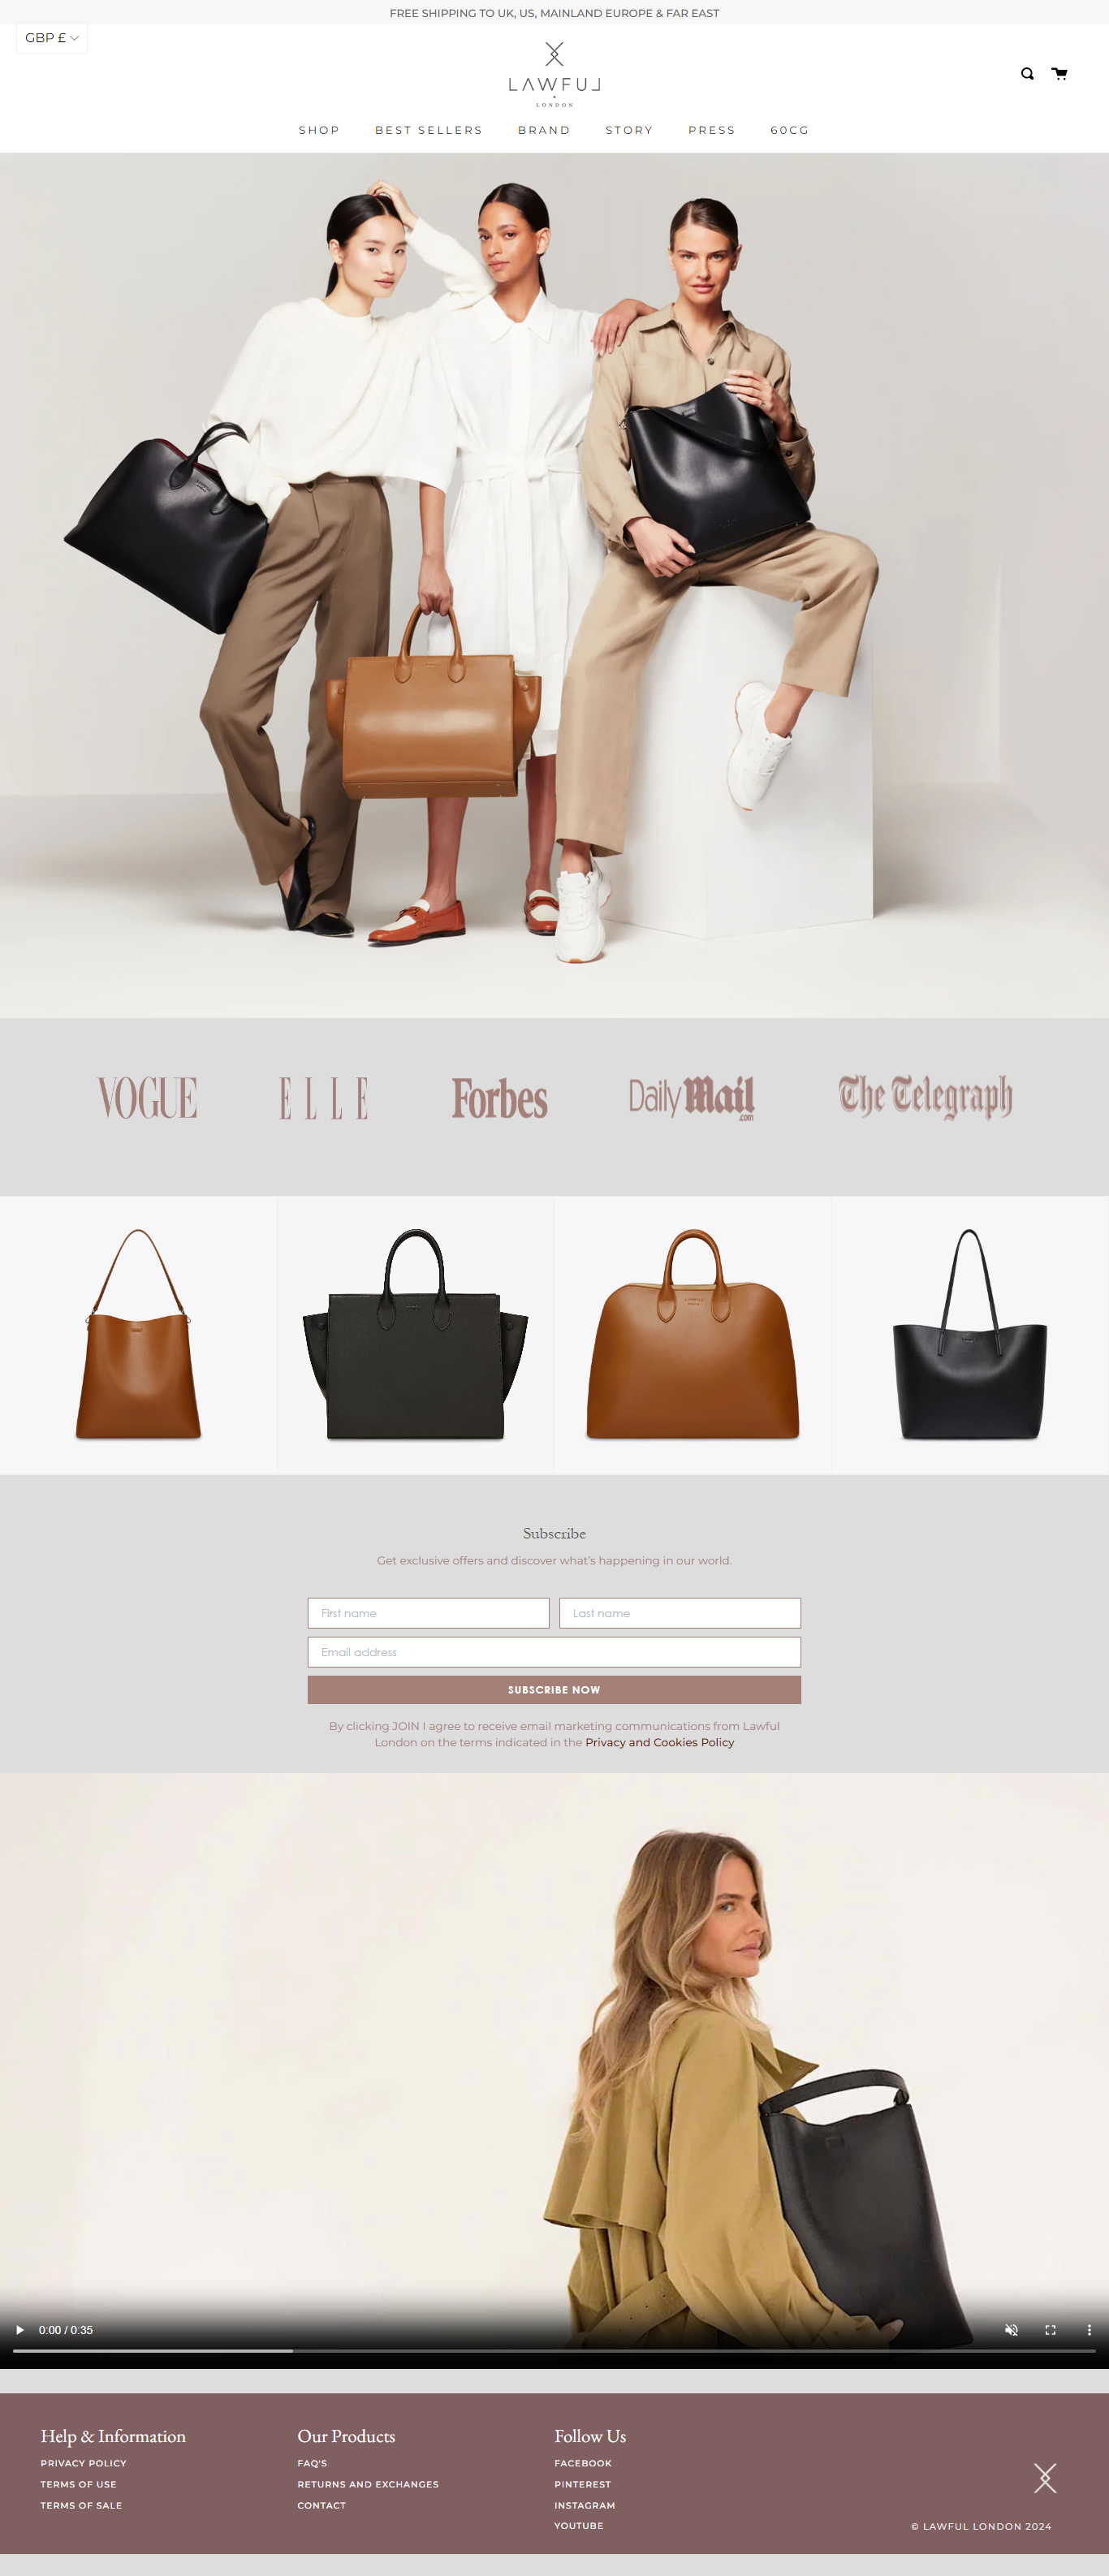 FREE SHIPPING TO UK, US, MAINLAND EUROPE & FAR EAST
GBP £
LAWFUL
LONDON
SHOP BEST SELLERS BRAND STORY PRESS 60CG
VOGUE ELLE Forbes Daily Mail .com The Telegraph
Subscribe
Get exclusive offers and discover what's happening in our world.
First name Last name
Email address
SUBSCRIBE NOW
By clicking JOIN I agree to receive email marketing communications from Lawful
London on the terms indicated in the Privacy and Cookies Policy
0:00 / 0:35
Help & Information Our Products Follow Us
PRIVACY POLICY FAQ'S FACEBOOK
TERMS OF USE RETURNS AND EXCHANGES PINTEREST
TERMS OF SALE CONTACT INSTAGRAM
YOUTUBE © LAWFUL LONDON 2024